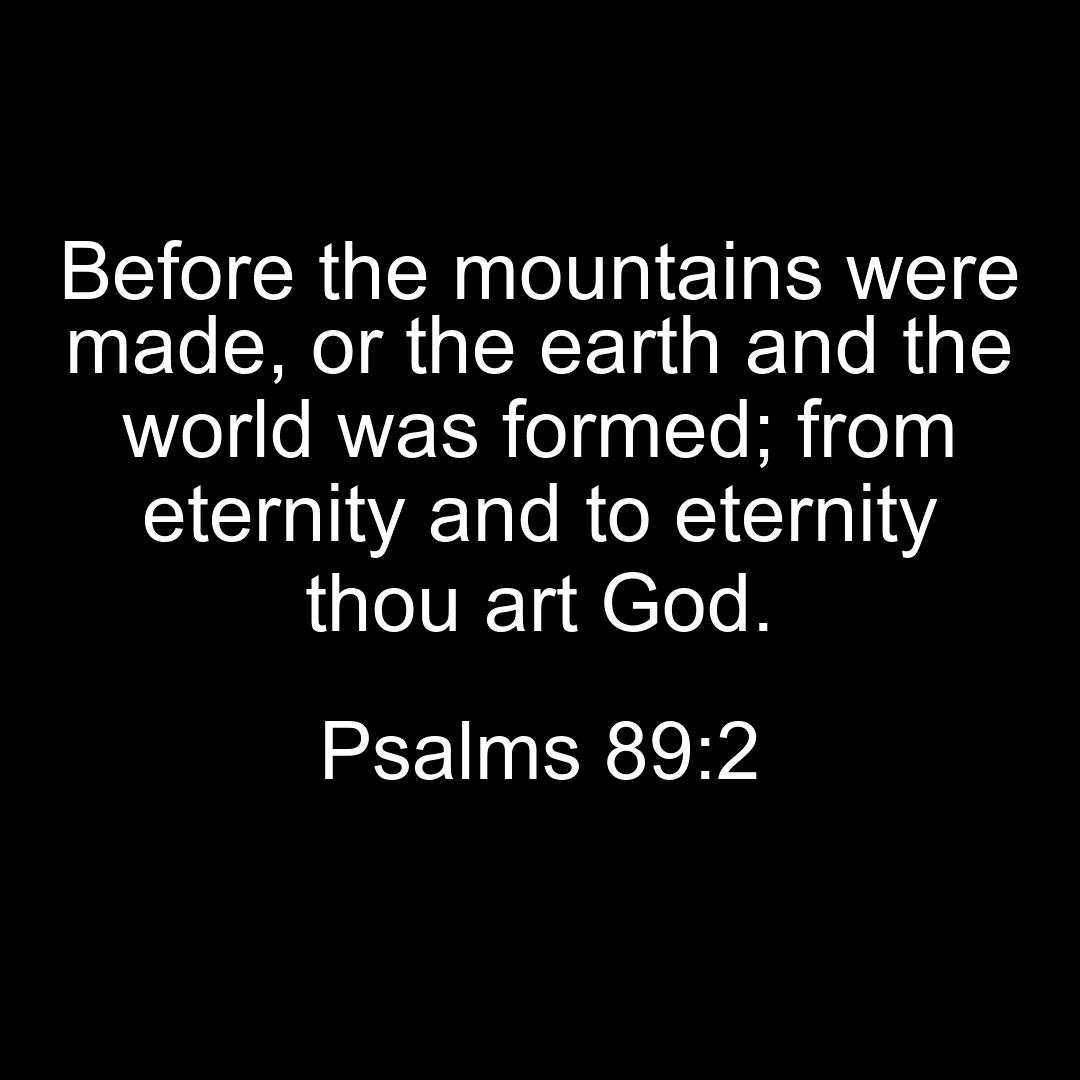 Before the mountains were
made, or the earth and the
world was formed; from
eternity and to eternity
thou art God.
Psalms 89:2